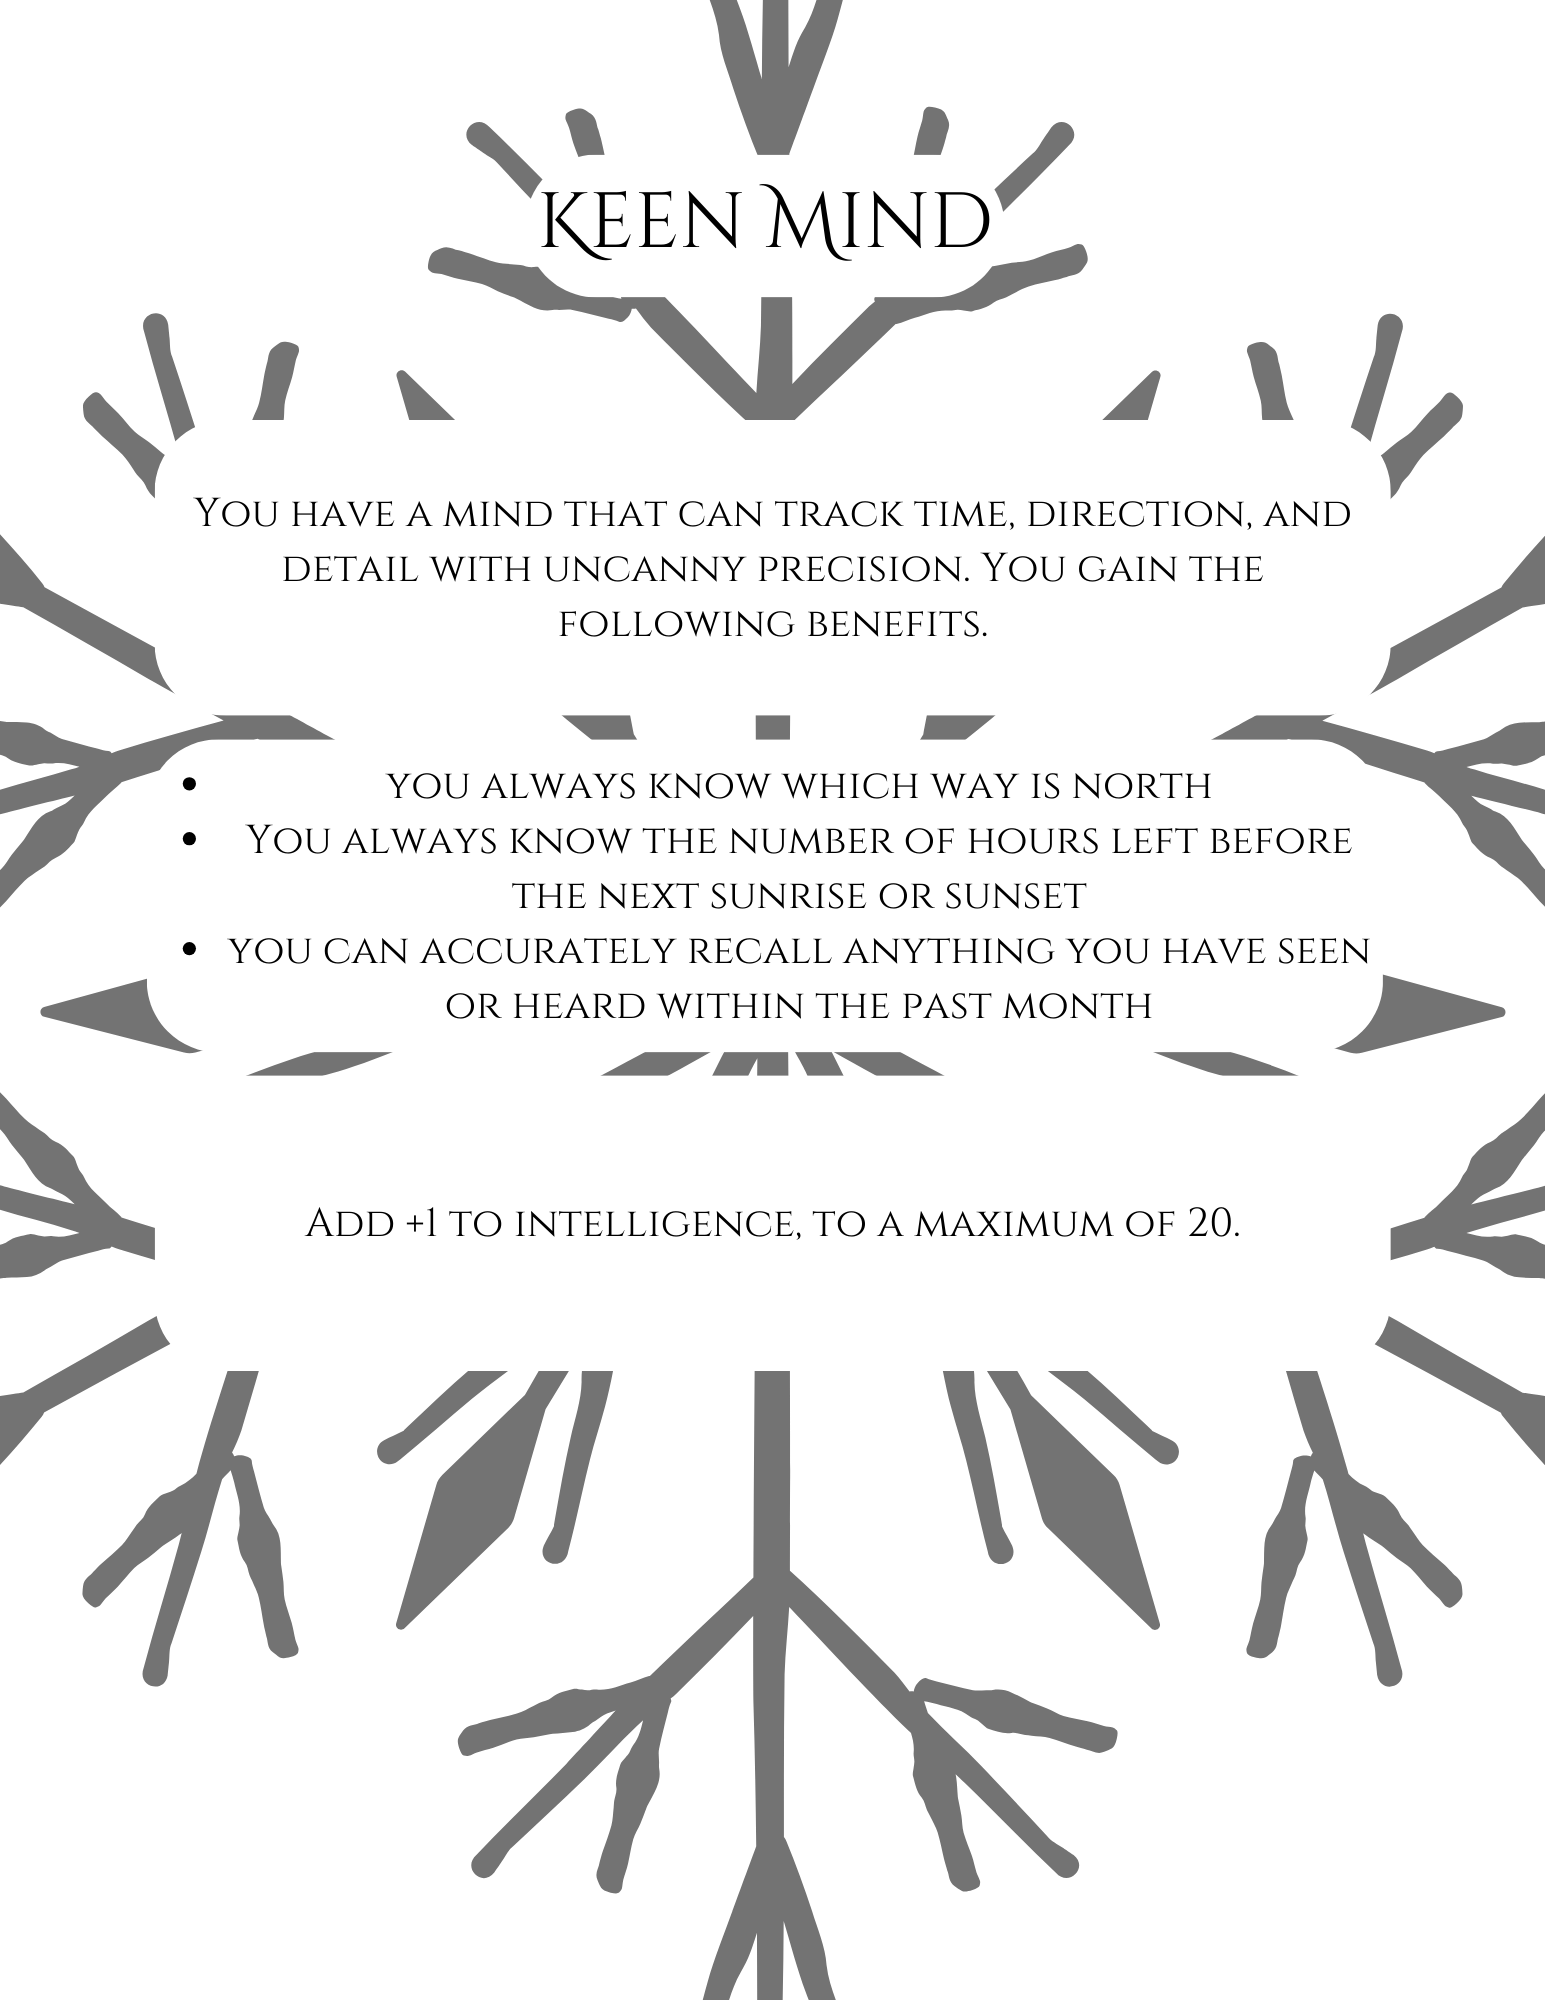 Keen Mind
You have a mind that can track time, direction, and
detail with uncanny precision. You gain the
following benefits.
• you always know which way is north
• You always know the number of hours left before
the next sunrise or sunset
• you can accurately recall anything you have seen
or heard within the past month
Add +1 to intelligence, to a maximum of 20.